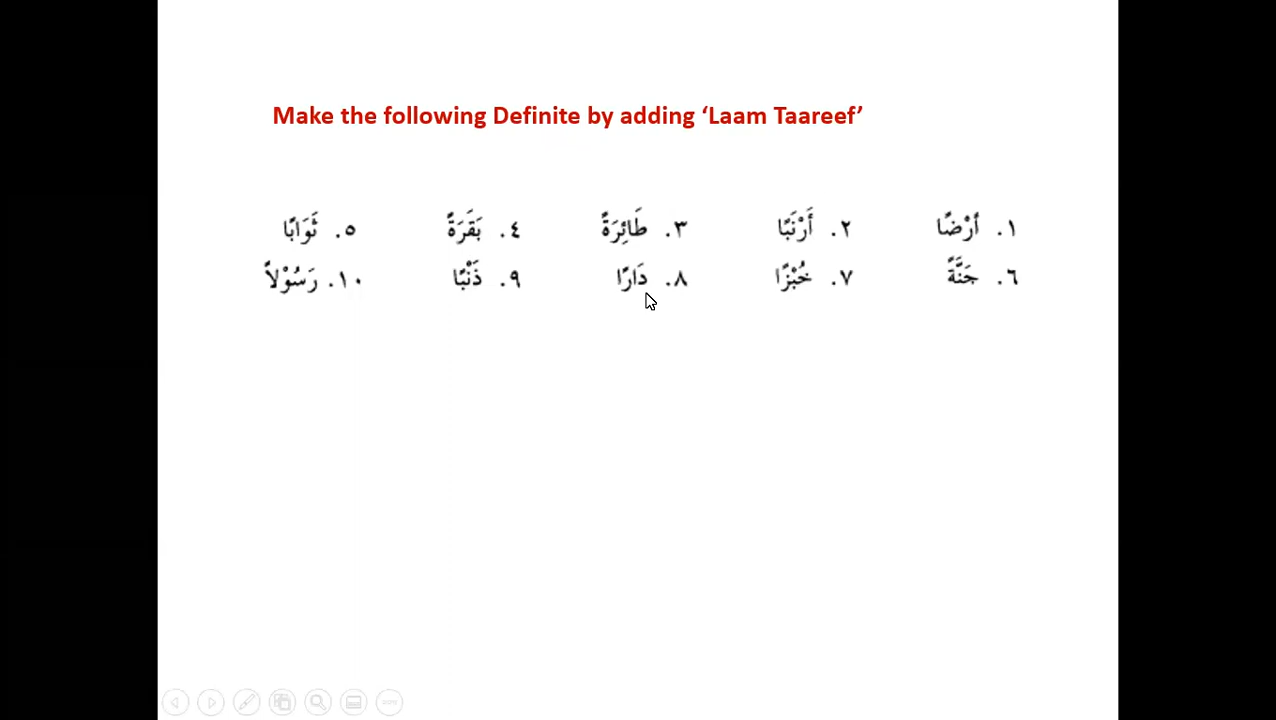 Make the following Definite by adding ‘Laam Taareef’
١. أَرْضًا ٢. أَرْنَبًا ٣. طَائِرَةً ٤. بَقَرَةً ٥. ثَوَابًا
٦. جَنَّةً ٧. خُبْزًا ٨. دَارًا ٩. ذَنْبًا ١٠. رَسُوْلاً